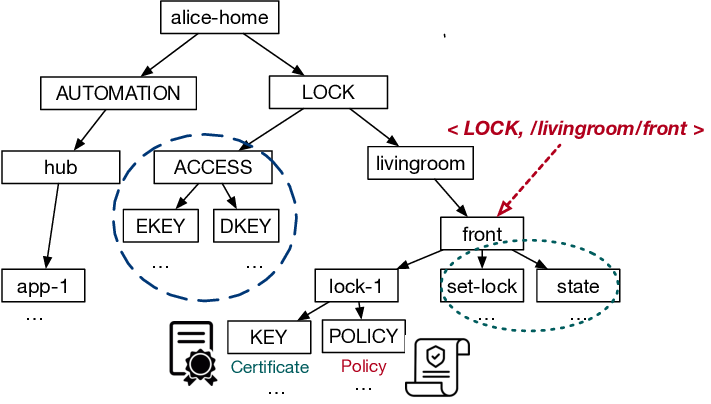 alice-home
AUTOMATION
LOCK
< LOCK, /livingroom/front >
hub
ACCESS
livingroom
EKEY
DKEY
front
...
...
app-1
lock-1
set-lock
state
...
...
...
KEY
POLICY
Certificate
Policy
...
...